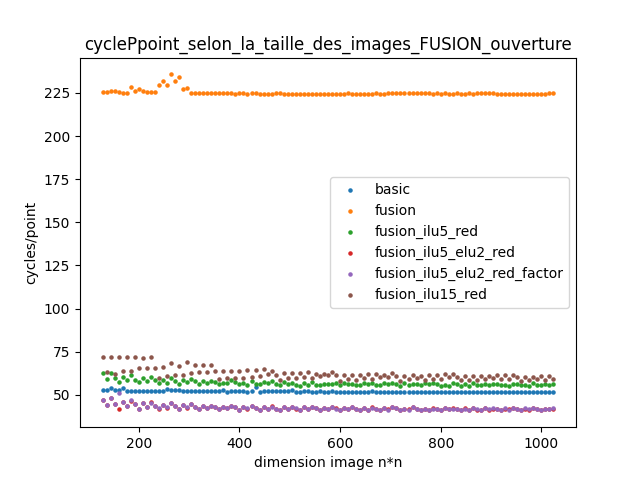 cyclePpoint_selon_la_taille_des_images_FUSION_ouverture
225
200
175
150
125
100
75
50
cycles/point
basic
fusion
fusion_ilu5_red
fusion_ilu5_elu2_red
fusion_ilu5_elu2_red_factor
fusion_ilu15_red
200 400 600 800 1000
dimension image n*n